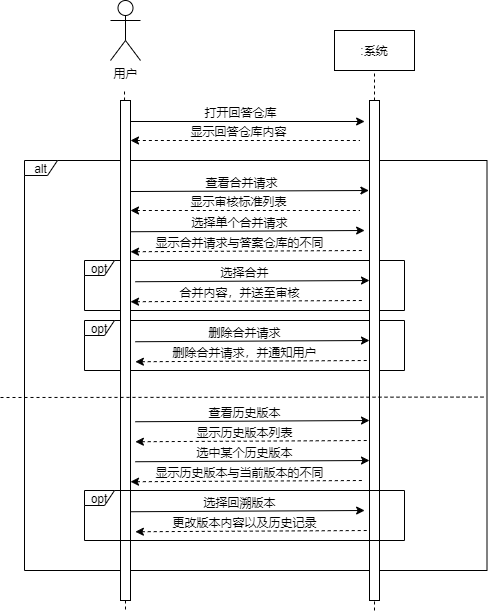 用户
:系统
打开回答仓库
显示回答仓库内容
alt
查看合并请求
显示审核标准列表
选择单个合并请求
显示合并请求与答案仓库的不同
opt
选择合并
合并内容，并送至审核
opt
删除合并请求
删除合并请求，并通知用户
查看历史版本
显示历史版本列表
选中某个历史版本
显示历史版本与当前版本的不同
opt
选择回溯版本
更改版本内容以及历史记录